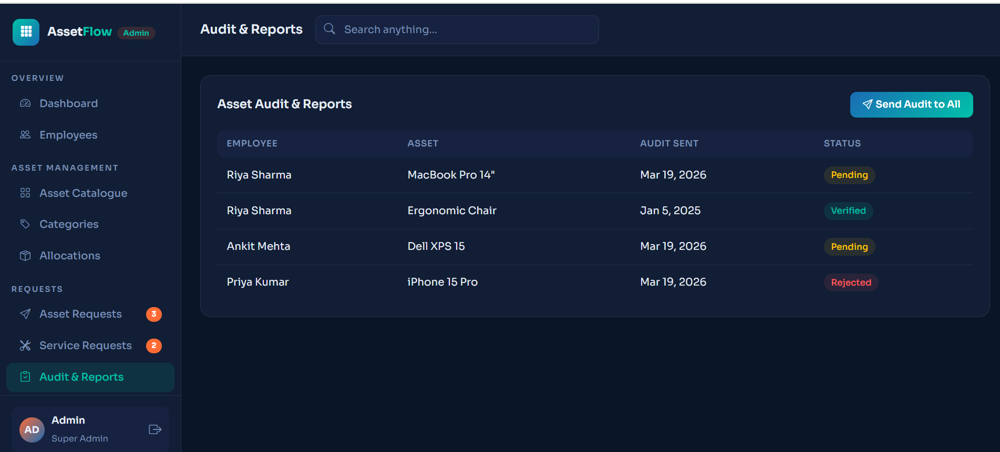 AssetFlow Admin
OVERVIEW
Dashboard
Employees
ASSET MANAGEMENT
Asset Catalogue
Categories
Allocations
REQUESTS
Asset Requests 3
Service Requests 2
Audit & Reports
AD
Admin
Super Admin
Audit & Reports
Search anything...
Asset Audit & Reports
Send Audit to All
EMPLOYEE ASSET AUDIT SENT STATUS
Riya Sharma MacBook Pro 14" Mar 19, 2026 Pending
Riya Sharma Ergonomic Chair Jan 5, 2025 Verified
Ankit Mehta Dell XPS 15 Mar 19, 2026 Pending
Priya Kumar iPhone 15 Pro Mar 19, 2026 Rejected